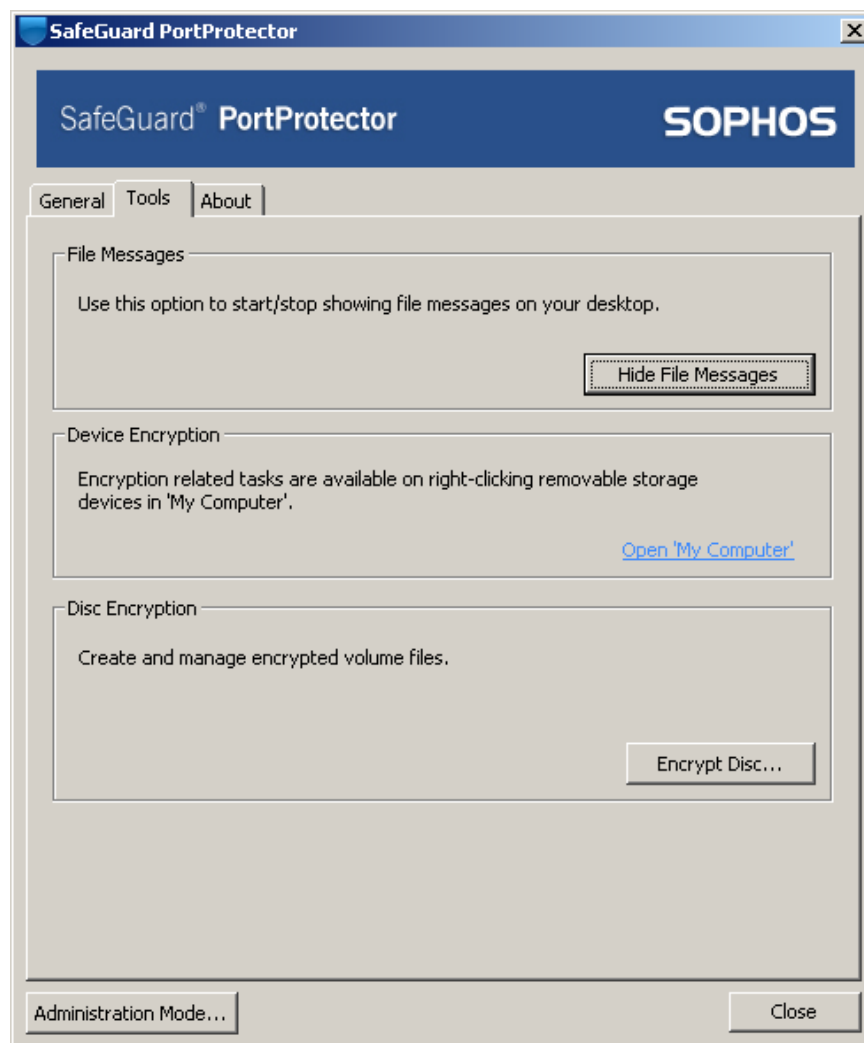 SafeGuard PortProtector
SafeGuard® PortProtector
SOPHOS
General
Tools
About
File Messages
Use this option to start/stop showing file messages on your desktop.
Hide File Messages
Device Encryption
Encryption related tasks are available on right-clicking removable storage
devices in 'My Computer'.
Open 'My Computer'
Disc Encryption
Create and manage encrypted volume files.
Encrypt Disc...
Administration Mode...
Close